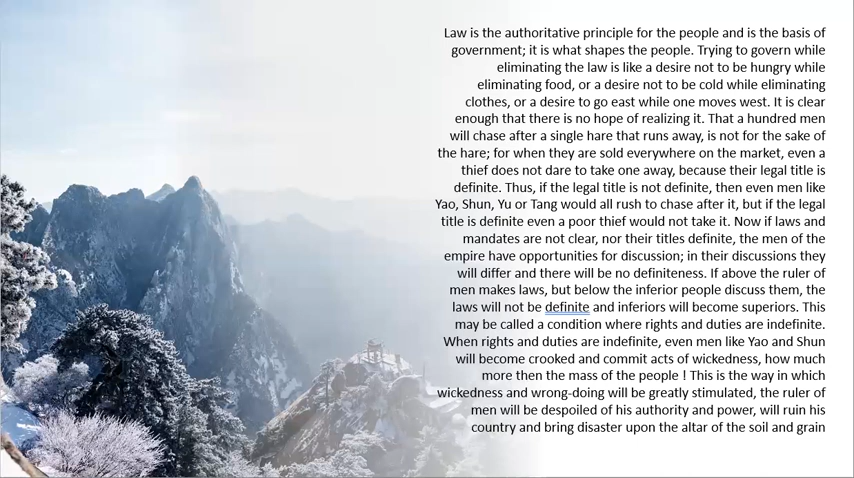 Law is the authoritative principle for the people and is the basis of
government; it is what shapes the people. Trying to govern while
eliminating the law is like a desire not to be hungry while
eliminating food, or a desire not to be cold while eliminating
clothes, or a desire to go east while one moves west. It is clear
enough that there is no hope of realizing it. That a hundred men
will chase after a single hare that runs away, is not for the sake of
the hare; for when they are sold everywhere on the market, even a
thief does not dare to take one away, because their legal title is
definite. Thus, if the legal title is not definite, then even men like
Yao, Shun, Yu or Tang would all rush to chase after it, but if the legal
title is definite even a poor thief would not take it. Now if laws and
mandates are not clear, nor their titles definite, the men of the
empire have opportunities for discussion; in their discussions they
will differ and there will be no definiteness. If above the ruler of
men makes laws, but below the inferior people discuss them, the
laws will not be definite and inferiors will become superiors. This
may be called a condition where rights and duties are indefinite.
When rights and duties are indefinite, even men like Yao and Shun
will become crooked and commit acts of wickedness, how much
more then the mass of the people ! This is the way in which
wickedness and wrong-doing will be greatly stimulated, the ruler of
men will be despoiled of his authority and power, will ruin his
country and bring disaster upon the altar of the soil and grain